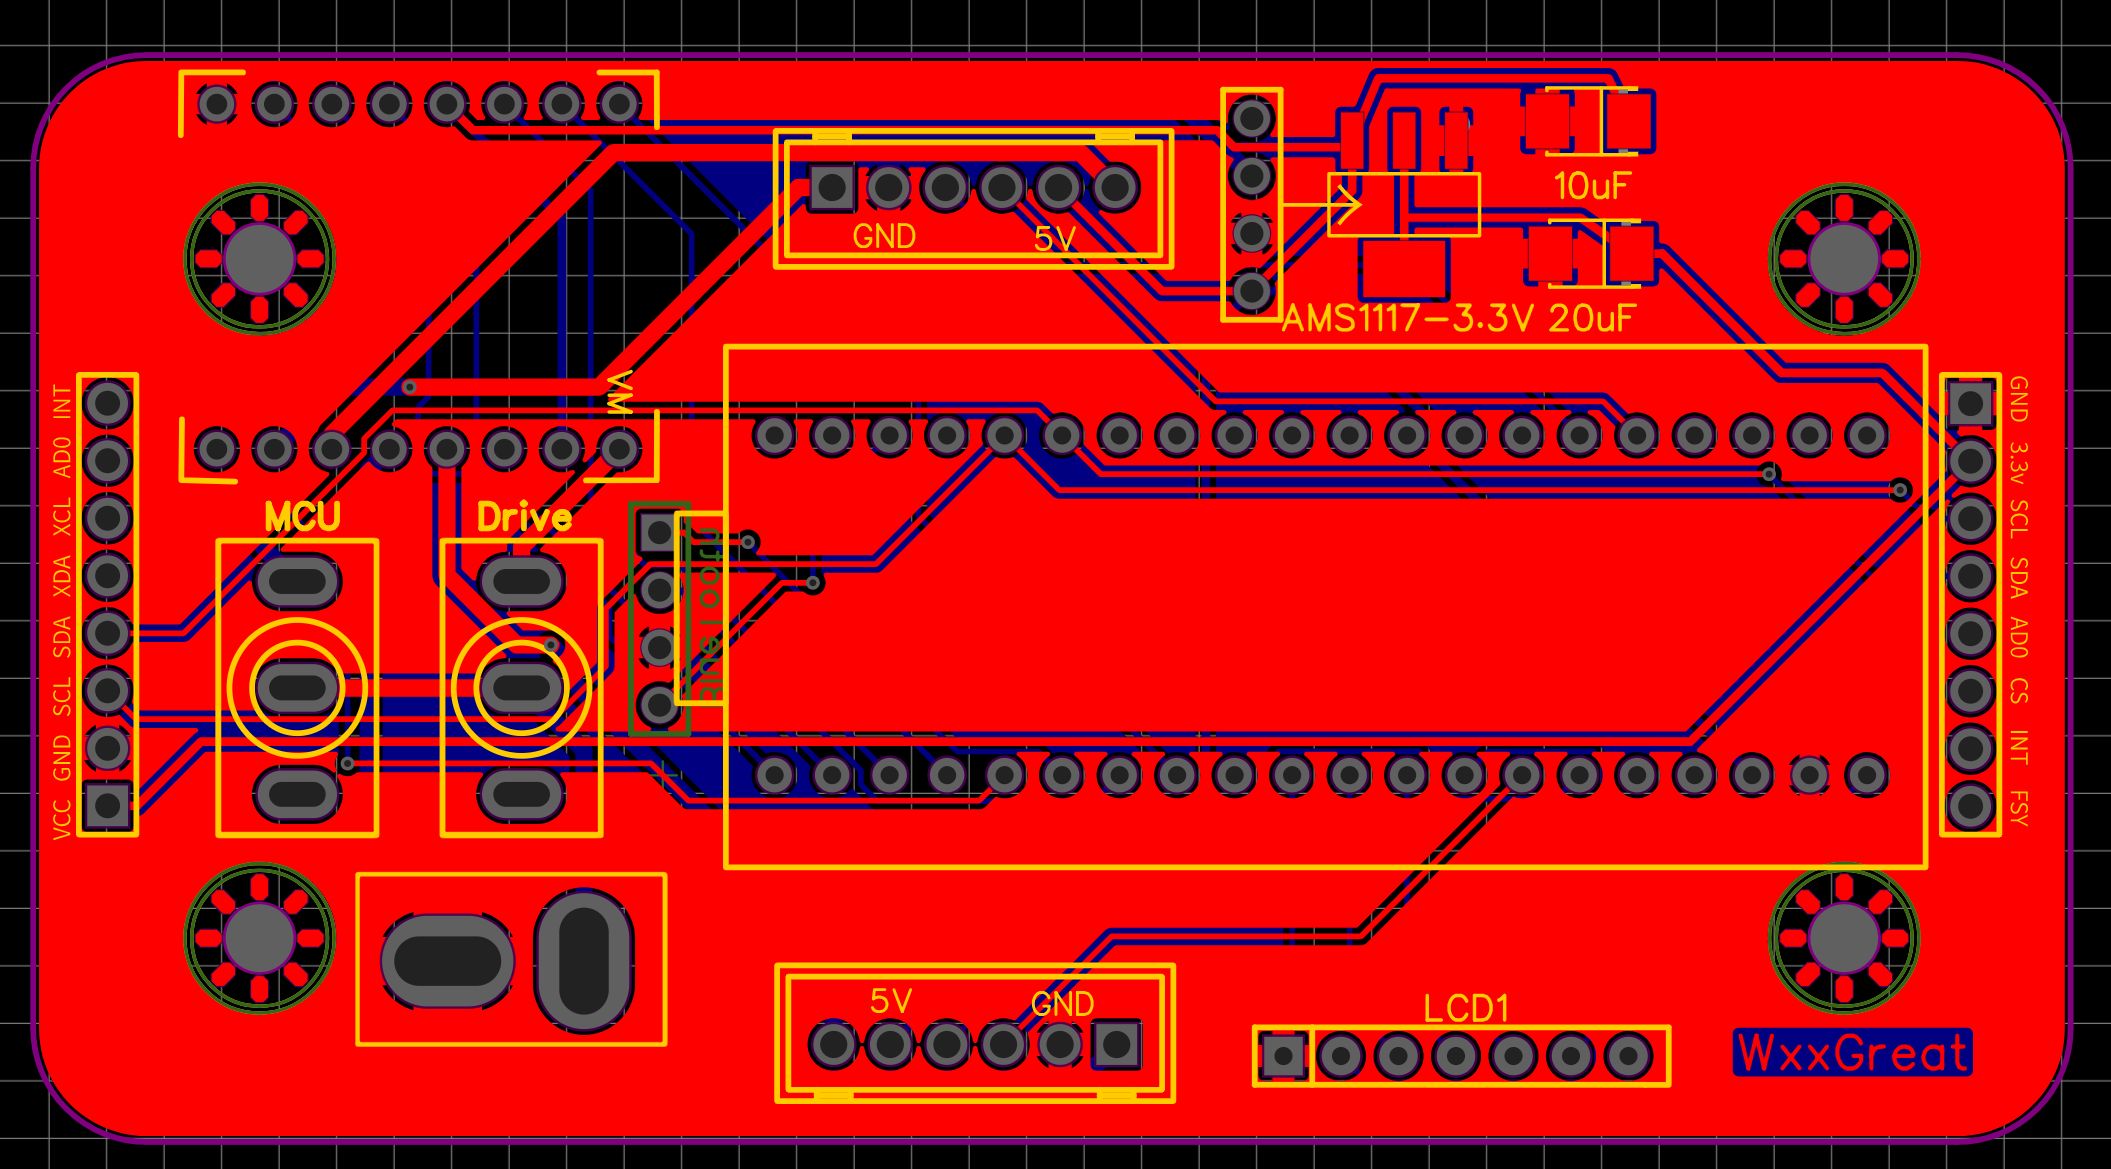 10uF
GND
5V
AMS1117-3.3V 20uF
VM
INT
AD0
XCL
XDA
SDA
SCL
GND
VCC
GND
3.3v
SCL
SDA
AD0
CS
INT
FSY
MCU
Drive
5V
GND
LCD1
WxxGreat